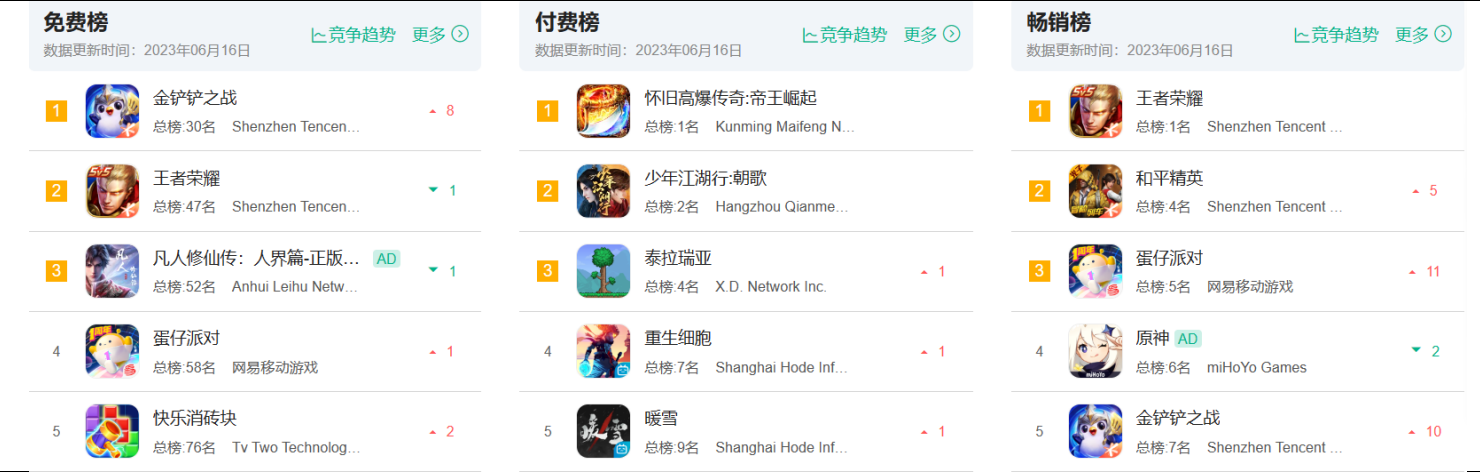 免费榜
数据更新时间：2023年06月16日
竞争趋势 更多
1
金铲铲之战
总榜:30名 Shenzhen Tencen...
8
2
王者荣耀
总榜:47名 Shenzhen Tencen...
1
3
凡人修仙传：人界篇-正版... AD
总榜:52名 Anhui Leihu Netw...
1
4
蛋仔派对
总榜:58名 网易移动游戏
1
5
快乐消砖块
总榜:76名 Tv Two Technolog...
2
付费榜
数据更新时间：2023年06月16日
竞争趋势 更多
1
怀旧高爆传奇:帝王崛起
总榜:1名 Kunming Maifeng N...
2
少年江湖行:朝歌
总榜:2名 Hangzhou Qianme...
3
泰拉瑞亚
总榜:4名 X.D. Network Inc.
1
4
重生细胞
总榜:7名 Shanghai Hode Inf...
1
5
暖雪
暖雪
总榜:9名 Shanghai Hode Inf...
1
畅销榜
数据更新时间：2023年06月16日
竞争趋势 更多
1
5v5
王者荣耀
总榜:1名 Shenzhen Tencent ...
2
和平精英
总榜:4名 Shenzhen Tencent ...
5
3
1周年
蛋仔派对
总榜:5名 网易移动游戏
11
4
miHoYo
原神 AD
总榜:6名 miHoYo Games
2
5
金铲铲之战
总榜:7名 Shenzhen Tencent ...
10